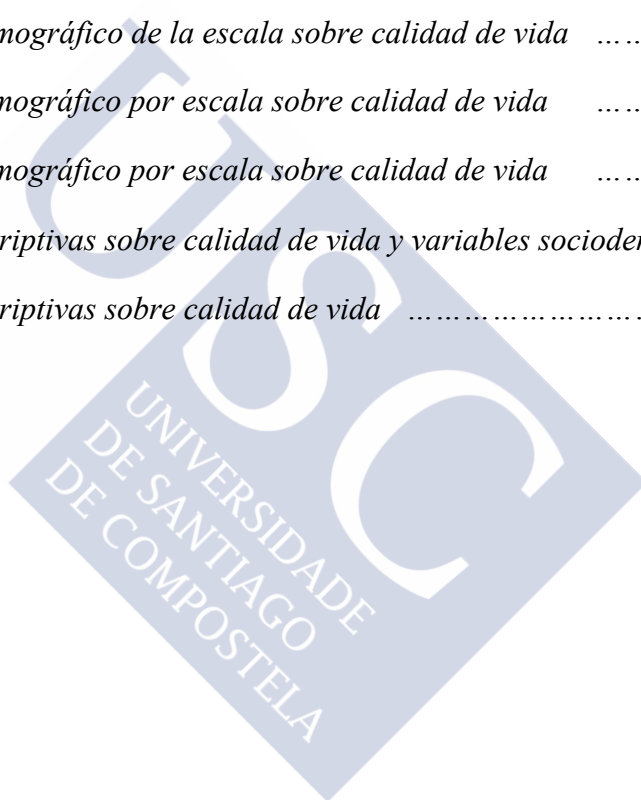 mográfico de la escala sobre calidad de vida …..
mográfico por escala sobre calidad de vida …..
mográfico por escala sobre calidad de vida …..
riptivas sobre calidad de vida y variables socioder
riptivas sobre calidad de vida ……………………..
USC
UNIVERSIDADE
DE SANTIAGO
DE COMPOSTELA